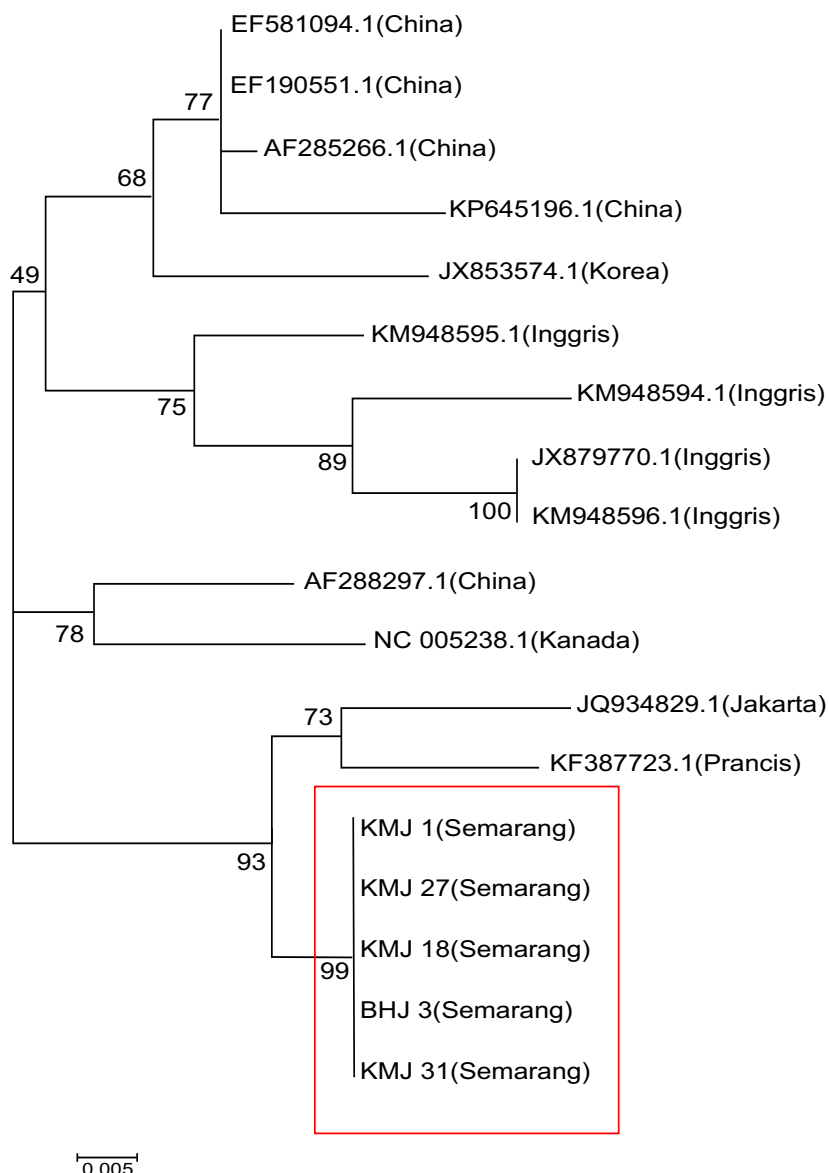 EF581094.1(China)
EF190551.1(China)
77
AF285266.1(China)
68
KP645196.1(China)
49
JX853574.1(Korea)
KM948595.1(Inggris)
KM948594.1(Inggris)
75
JX879770.1(Inggris)
89
100
KM948596.1(Inggris)
AF288297.1(China)
78
NC 005238.1(Kanada)
JQ934829.1(Jakarta)
73
KF387723.1(Prancis)
KMJ 1(Semarang)
93
KMJ 27(Semarang)
KMJ 18(Semarang)
99
BHJ 3(Semarang)
KMJ 31(Semarang)
0.005